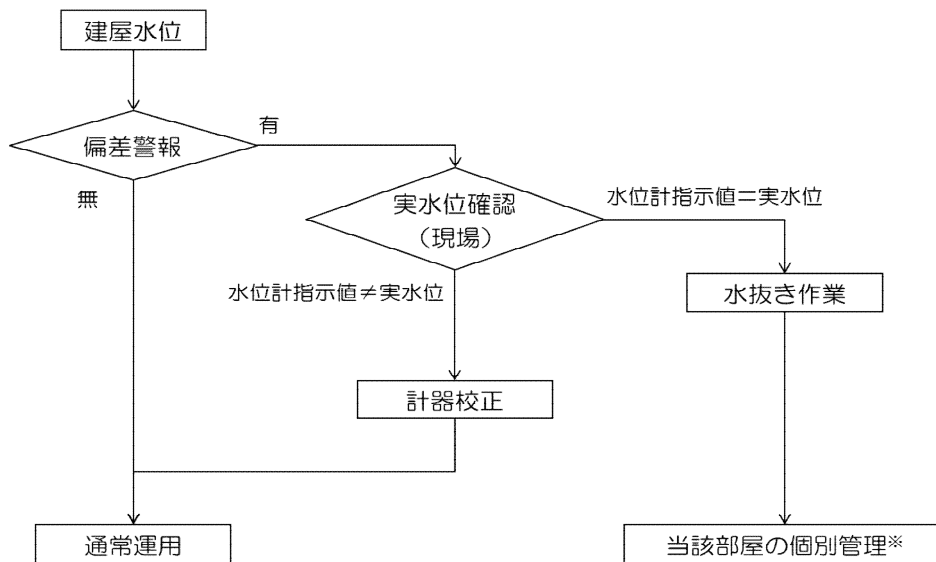 建屋水位
偏差警報
有
無
実水位確認
（現場）
水位計指示値＝実水位
水位計指示値≠実水位
水抜き作業
計器校正
通常運用
当該部屋の個別管理※